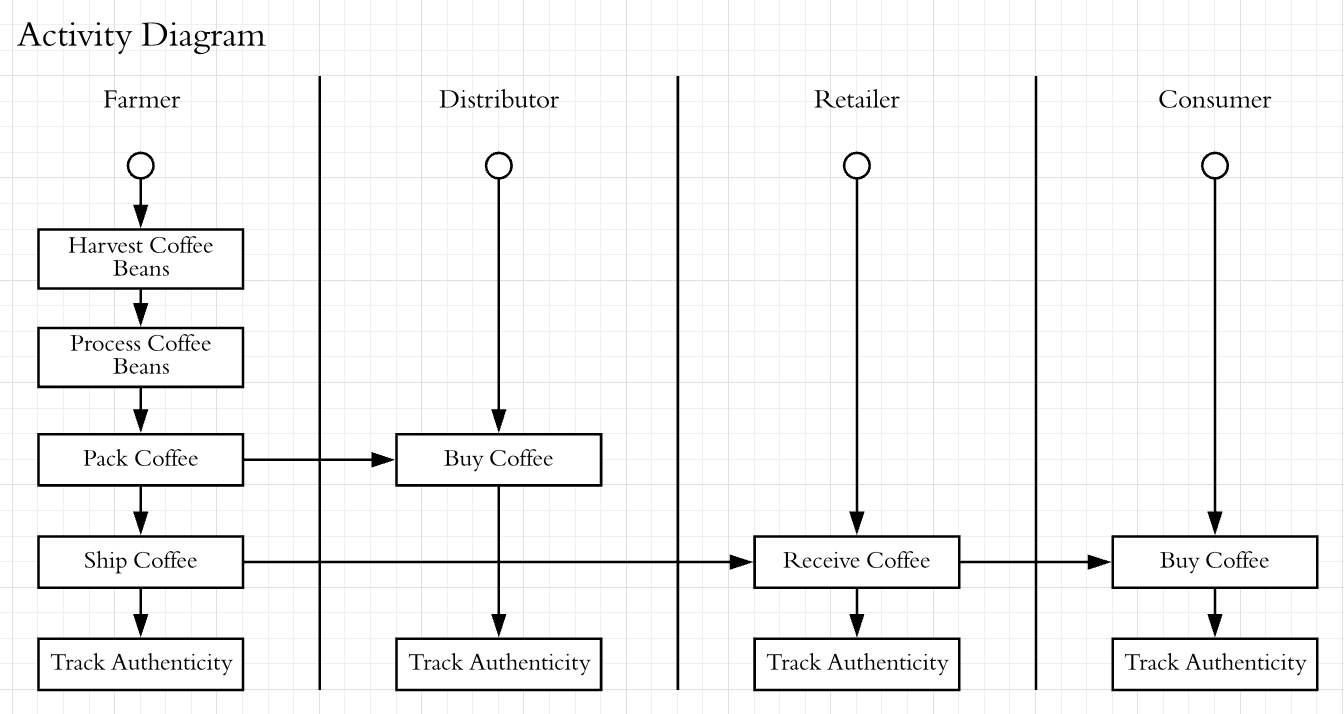 Activity Diagram
Farmer
Distributor
Retailer
Consumer
Harvest Coffee
Beans
Process Coffee
Beans
Pack Coffee
Buy Coffee
Ship Coffee
Receive Coffee
Buy Coffee
Track Authenticity
Track Authenticity
Track Authenticity
Track Authenticity